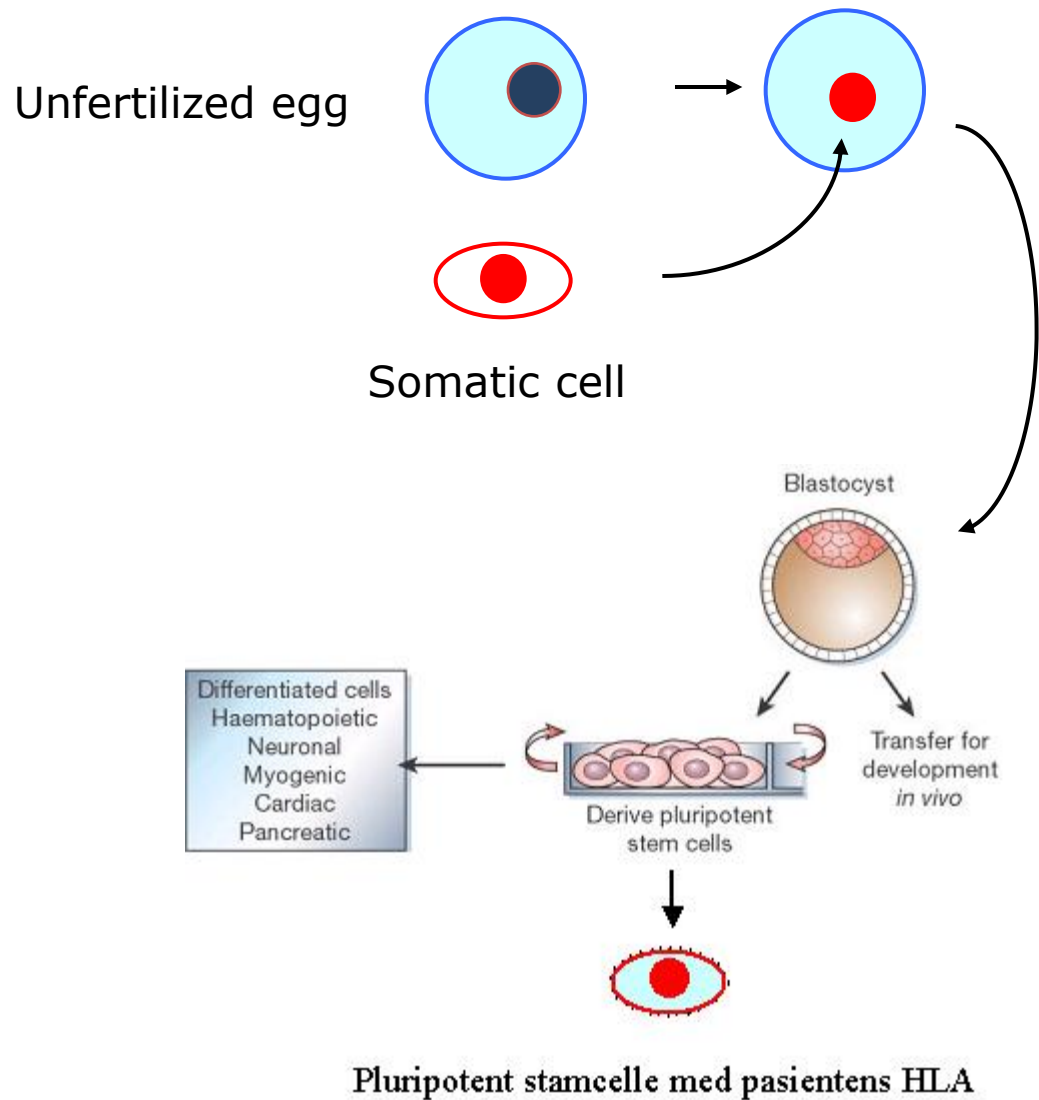 Unfertilized egg
Somatic cell
Blastocyst
Differentiated cells
Haematopoietic
Neuronal
Myogenic
Cardiac
Pancreatic
Derive pluripotent
stem cells
Transfer for
development
in vivo
Pluripotent stamcelle med pasientens HLA